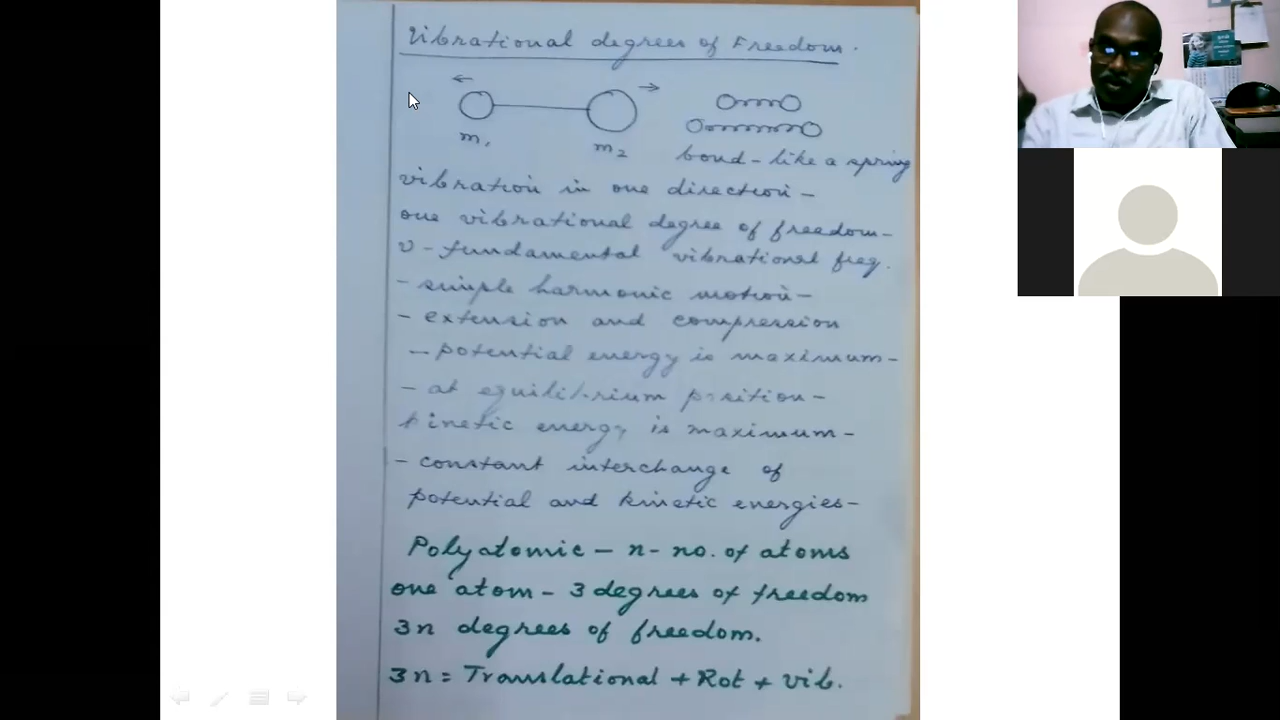 Vibrational degrees of Freedom.
m₁
m₂
bond - like a spring
vibration in one direction -
one vibrational degree of freedom -
ν - fundamental vibrational freq.
- simple harmonic motion -
- extension and compression
- potential energy is maximum -
- at equilibrium position -
kinetic energy is maximum -
- constant interchange of
potential and kinetic energies -
Polyatomic - n - no. of atoms
one atom - 3 degrees of freedom
3n degrees of freedom.
3n = Translational + Rot + vib.